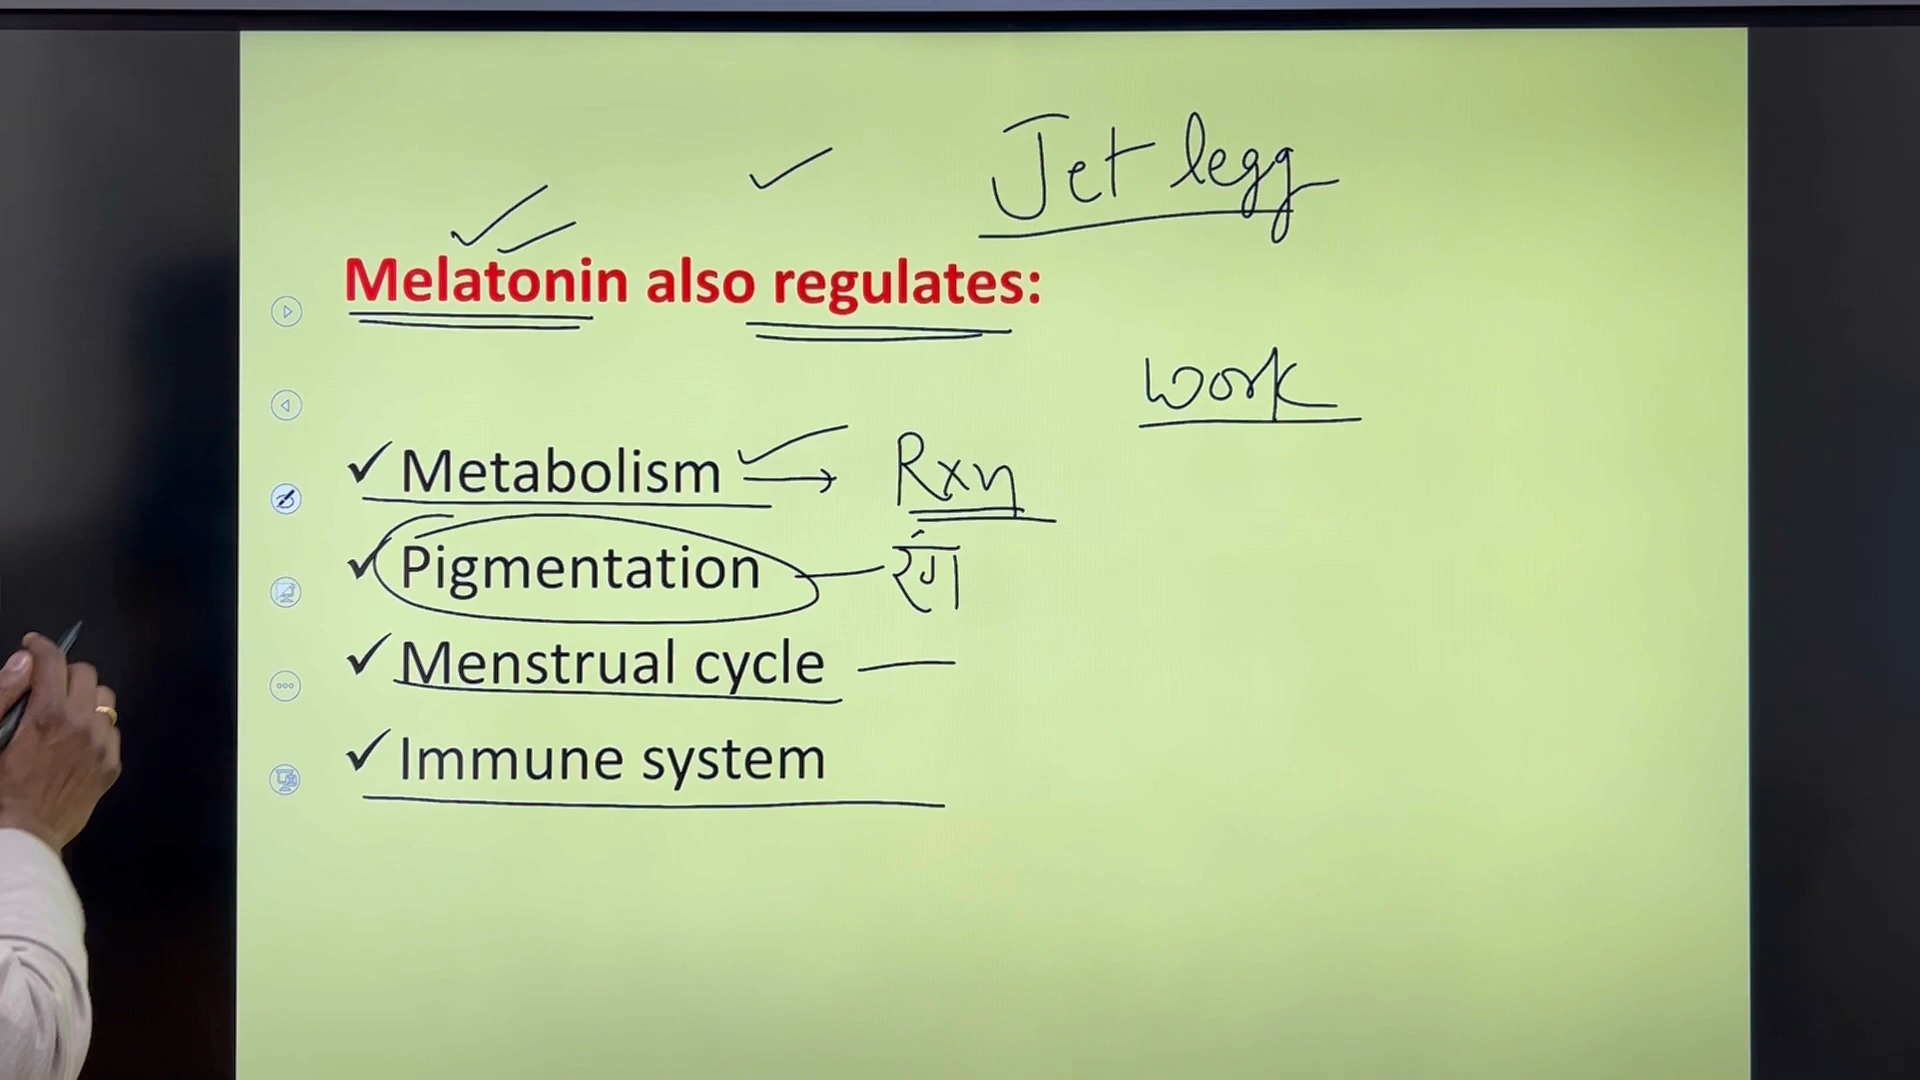 Jet legg
Melatonin also regulates:
work
✓ Metabolism → Rxn
✓ Pigmentation — रंग
✓ Menstrual cycle —
✓ Immune system